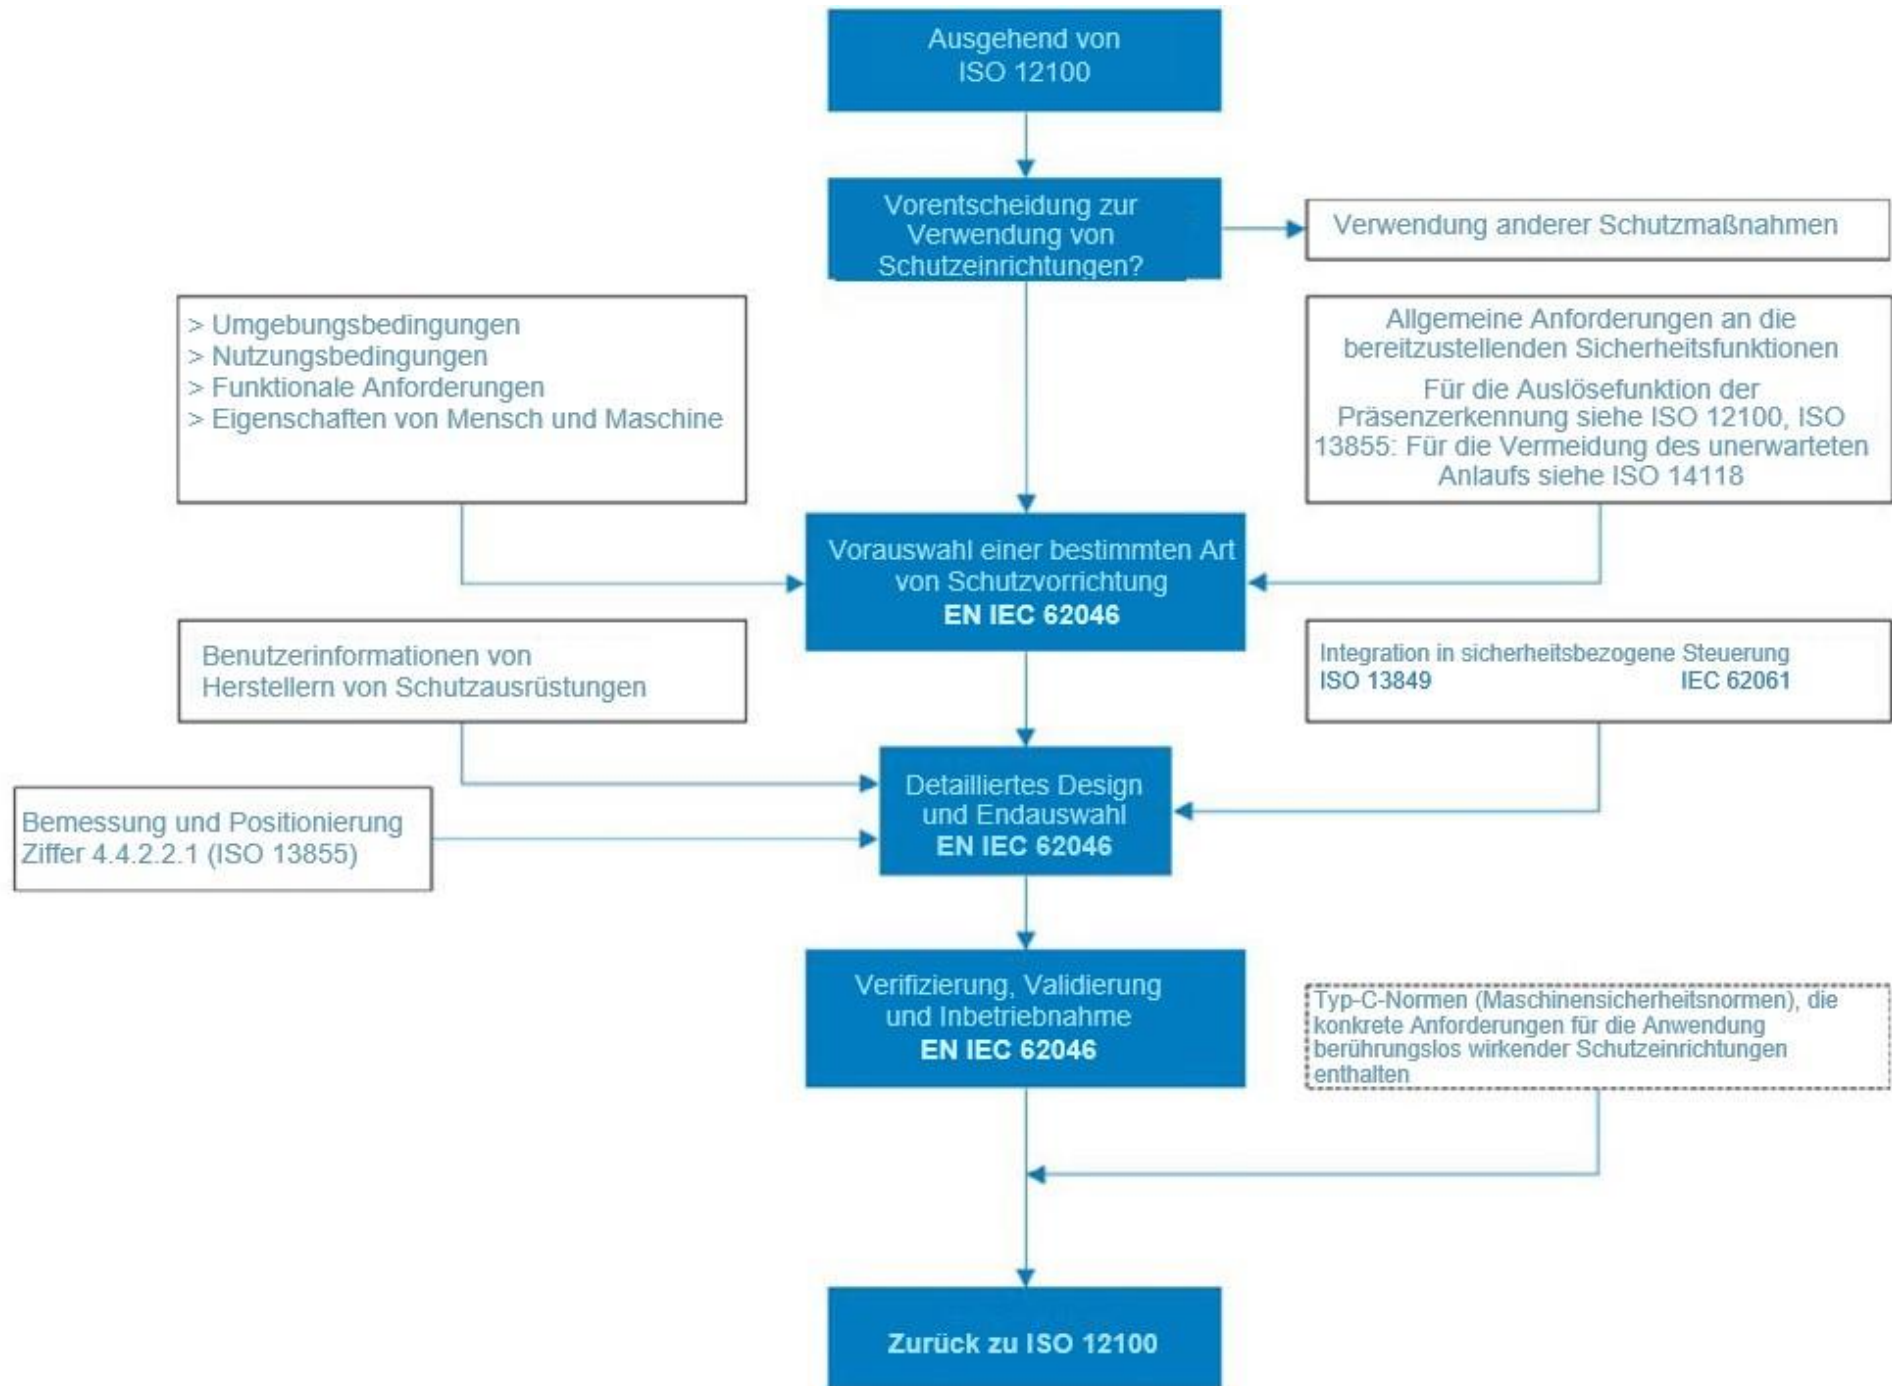 Ausgehend von
ISO 12100
Vorentscheidung zur
Verwendung von
Schutzeinrichtungen?
Verwendung anderer Schutzmaßnahmen
> Umgebungsbedingungen
> Nutzungsbedingungen
> Funktionale Anforderungen
> Eigenschaften von Mensch und Maschine
Allgemeine Anforderungen an die
bereitzustellenden Sicherheitsfunktionen
Für die Auslösefunktion der
Präsenzerkennung siehe ISO 12100, ISO
13855: Für die Vermeidung des unerwarteten
Anlaufs siehe ISO 14118
Vorauswahl einer bestimmten Art
von Schutzvorrichtung
EN IEC 62046
Benutzerinformationen von
Herstellern von Schutzausrüstungen
Integration in sicherheitsbezogene Steuerung
ISO 13849 IEC 62061
Bemessung und Positionierung
Ziffer 4.4.2.2.1 (ISO 13855)
Detailliertes Design
und Endauswahl
EN IEC 62046
Verifizierung, Validierung
und Inbetriebnahme
EN IEC 62046
Typ-C-Normen (Maschinensicherheitsnormen), die
konkrete Anforderungen für die Anwendung
berührungslos wirkender Schutzeinrichtungen
enthalten
Zurück zu ISO 12100